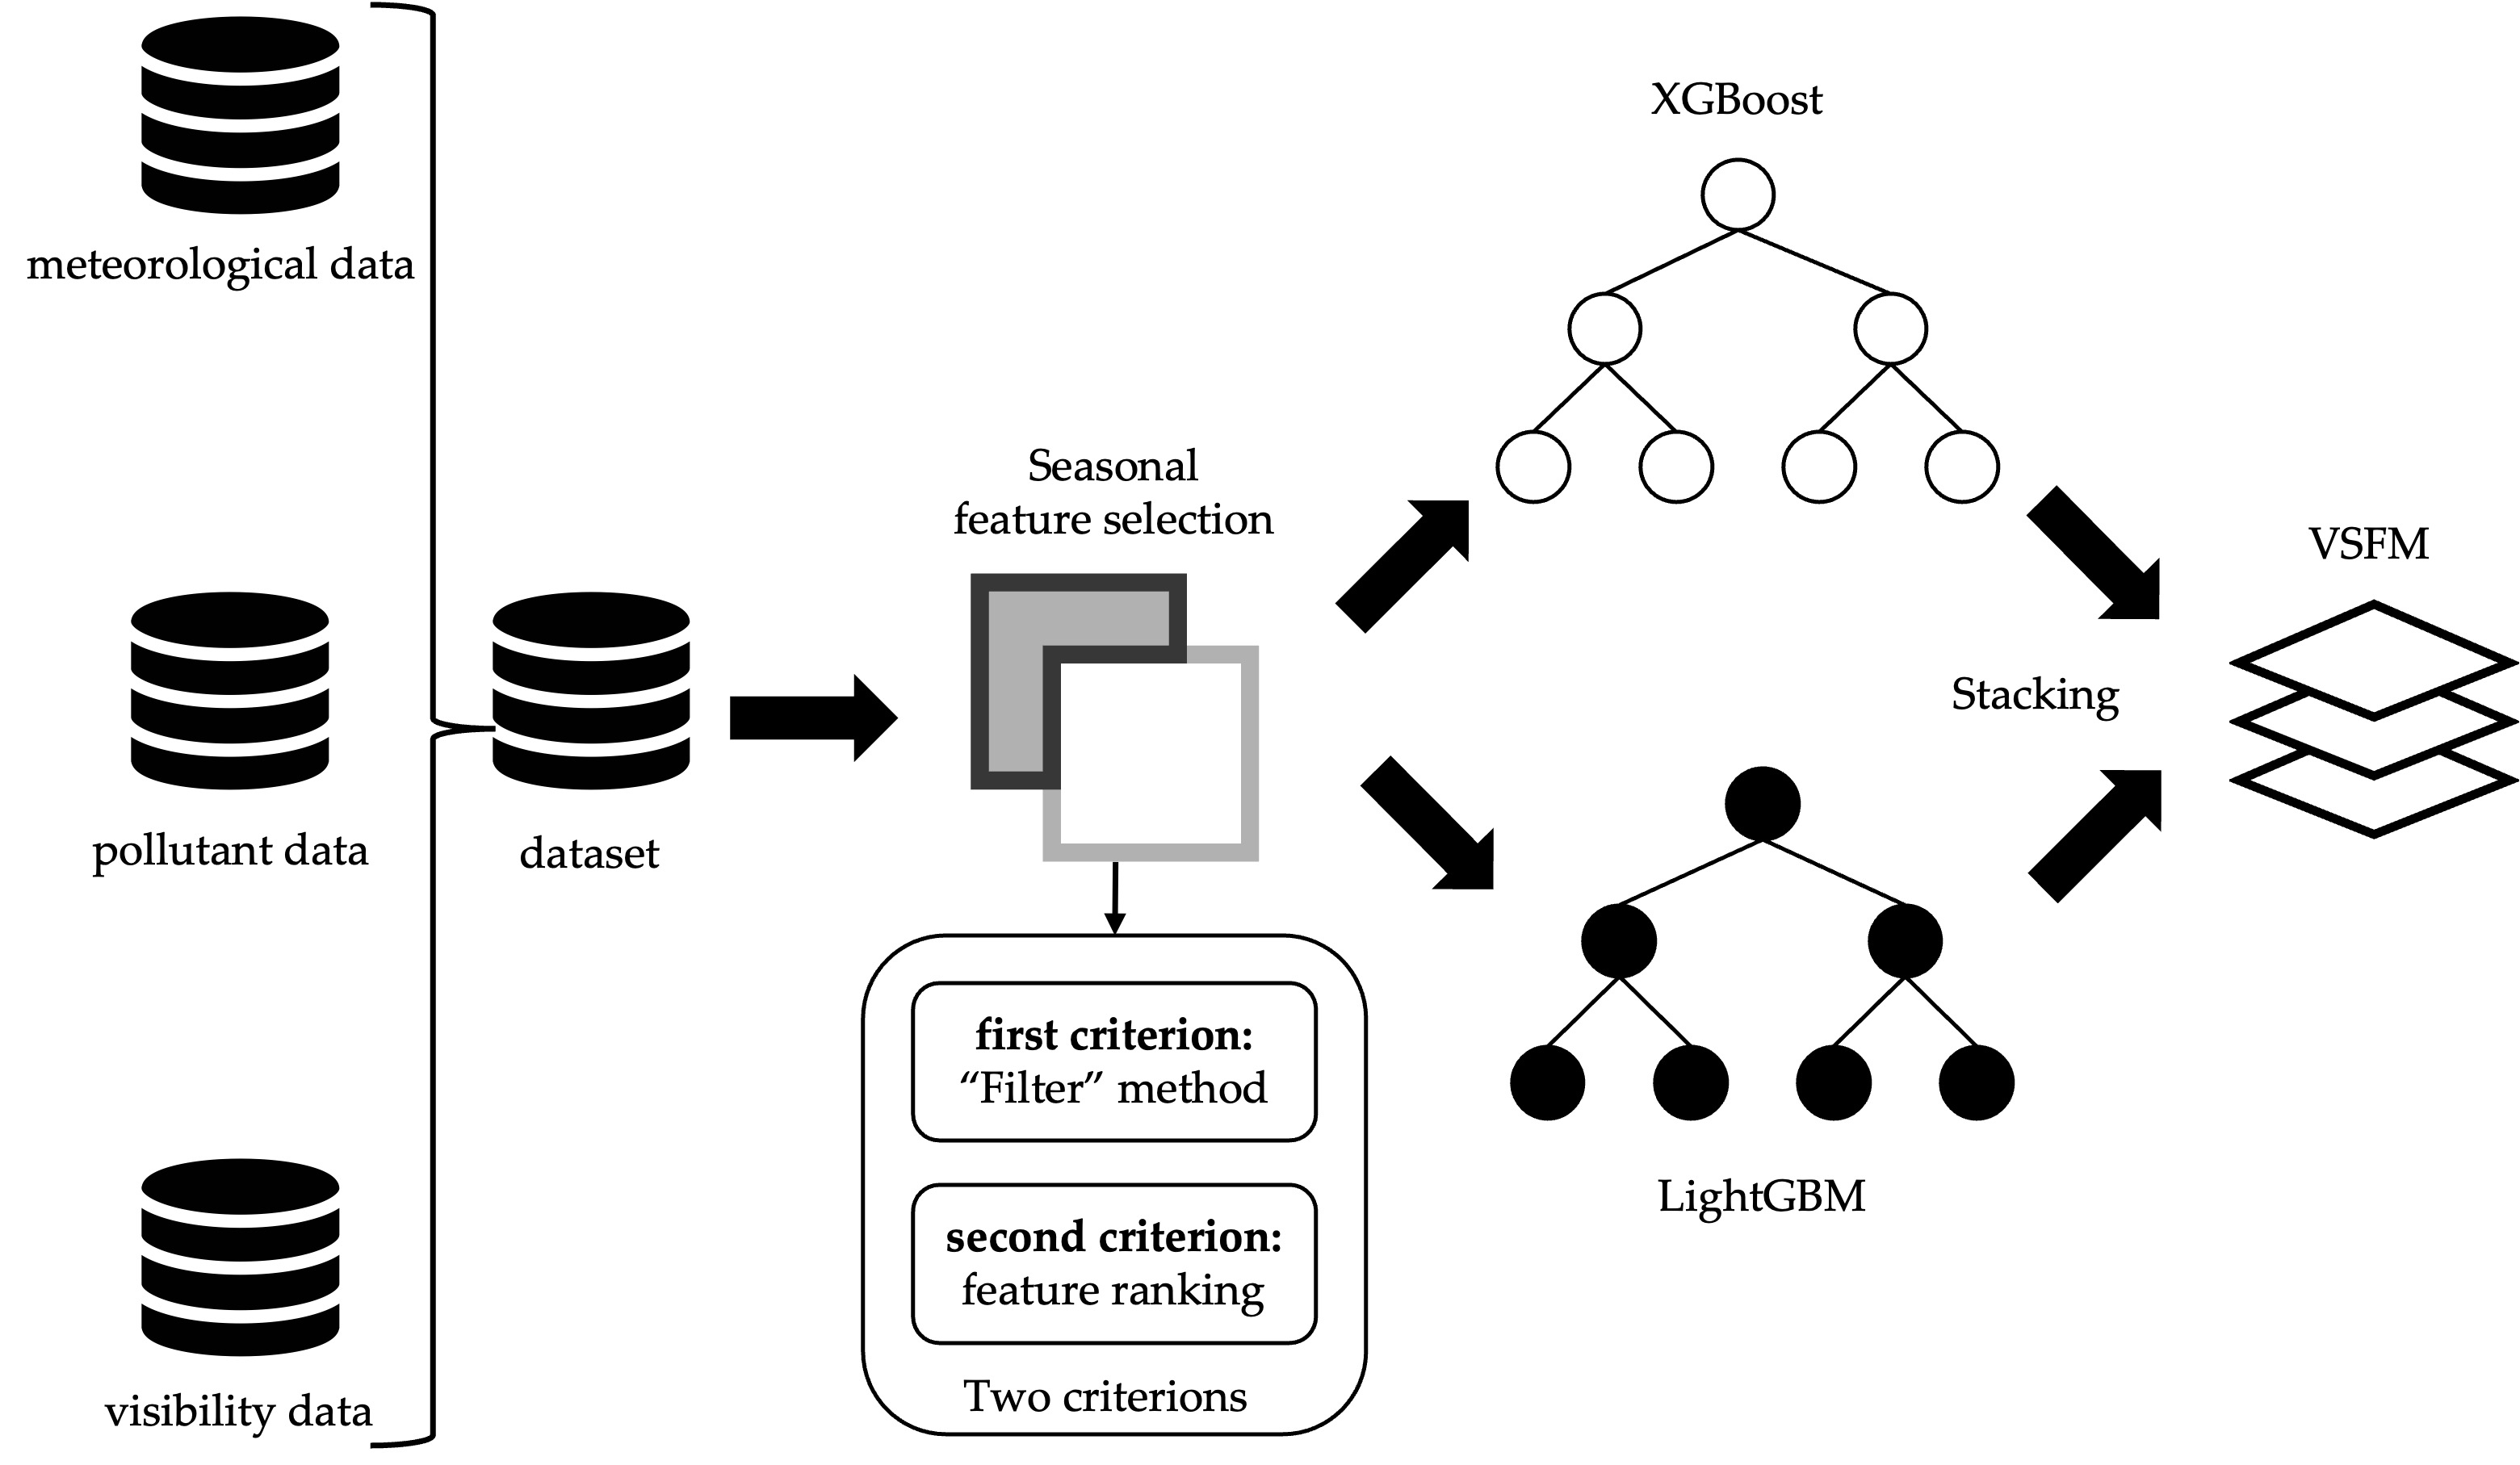 meteorological data
pollutant data
visibility data
dataset
Seasonal
feature selection
first criterion:
“Filter” method
second criterion:
feature ranking
Two criterions
XGBoost
LightGBM
Stacking
VSFM